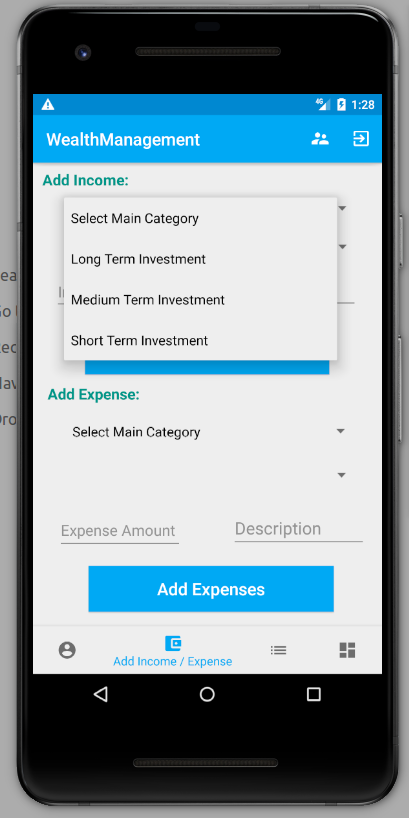 4G 1:28
WealthManagement
Add Income:
Select Main Category
Long Term Investment
Medium Term Investment
Short Term Investment
Add Expense:
Select Main Category
Expense Amount Description
Add Expenses
Add Income / Expense